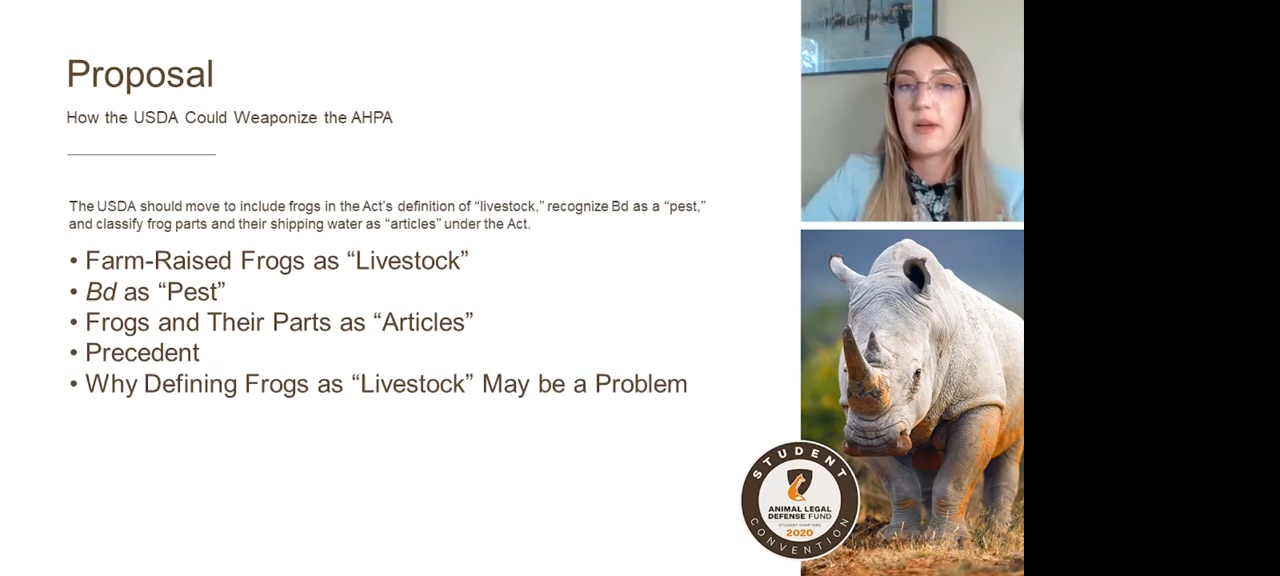 Proposal
How the USDA Could Weaponize the AHPA
The USDA should move to include frogs in the Act's definition of “livestock,” recognize Bd as a “pest,”
and classify frog parts and their shipping water as “articles” under the Act.
• Farm-Raised Frogs as “Livestock”
• Bd as “Pest”
• Frogs and Their Parts as “Articles”
• Precedent
• Why Defining Frogs as “Livestock” May be a Problem
STUDENT
ANIMAL LEGAL
DEFENSE FUND
STUDENT CHAPTERS
2020
CONVENTION